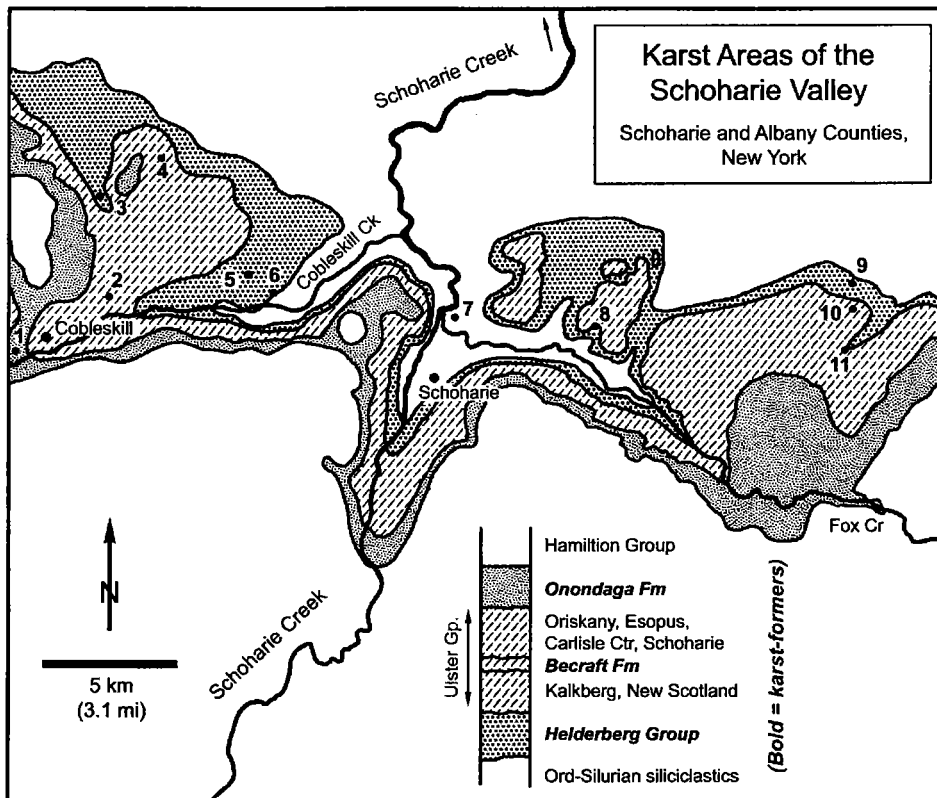 Karst Areas of the
Schoharie Valley
Schoharie and Albany Counties,
New York
Schoharie Creek
Cobleskill Ck
4
3
5
6
2
1
Cobleskill
7
Schoharie
8
9
10
11
Fox Cr
N
5 km
(3.1 mi)
Schoharie Creek
Hamiltion Group
Onondaga Fm
Oriskany, Esopus,
Carlisle Ctr, Schoharie
Becraft Fm
Kalkberg, New Scotland
Helderberg Group
Ord-Silurian siliciclastics
Ulster Gp.
(Bold = karst-formers)